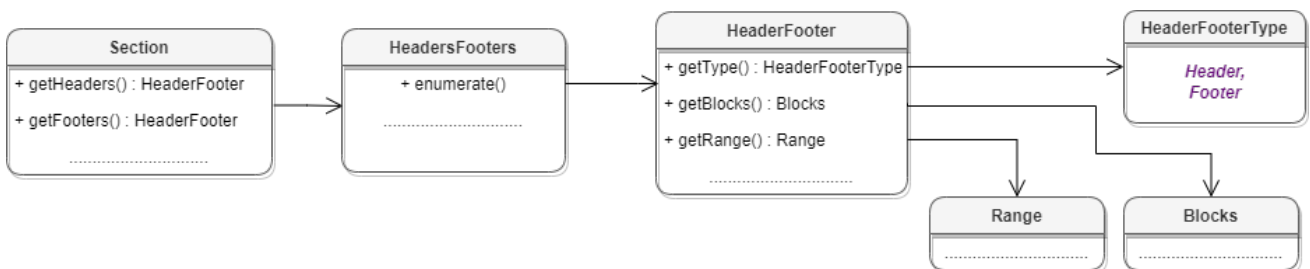 Section
+ getHeaders() : HeaderFooter
+ getFooters() : HeaderFooter
HeadersFooters
+ enumerate()
HeaderFooter
+ getType() : HeaderFooterType
+ getBlocks() : Blocks
+ getRange() : Range
HeaderFooterType
Header,
Footer
Range
Blocks